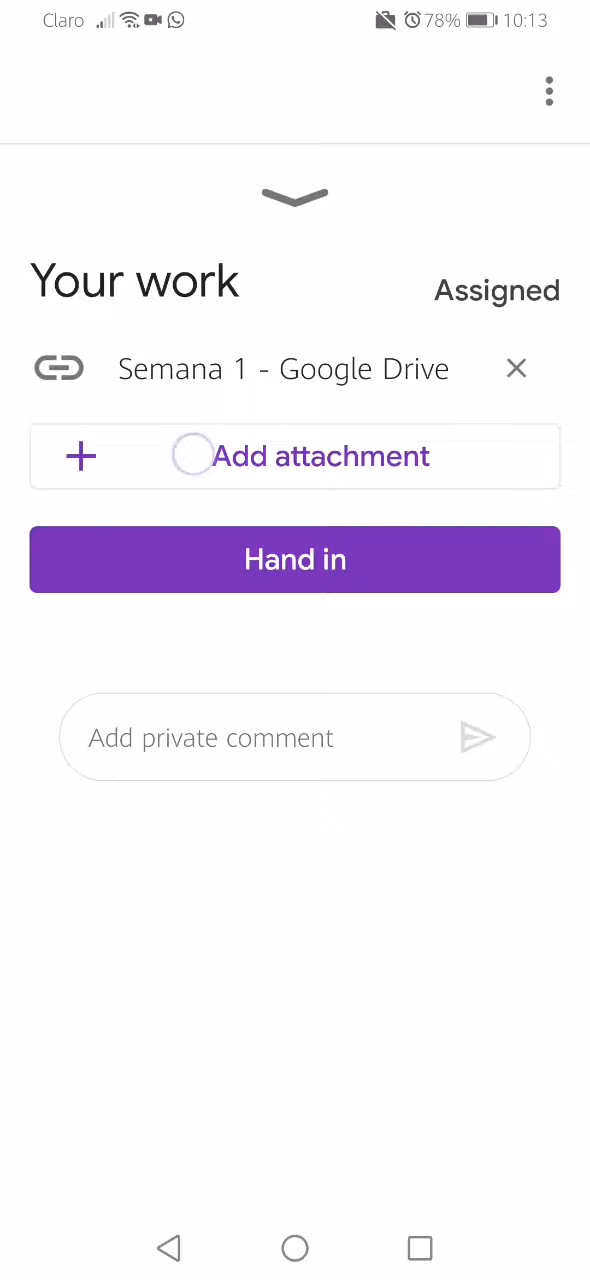 Claro 78% 10:13
Your work
Assigned
Semana 1 - Google Drive
Add attachment
Hand in
Add private comment